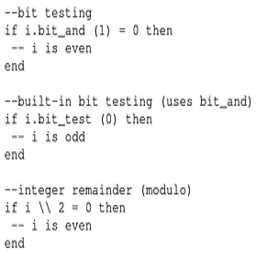 --bit testing
if i.bit_and (1) = 0 then
 -- i is even
end

--built-in bit testing (uses bit_and)
if i.bit_test (0) then
 -- i is odd
end

--integer remainder (modulo)
if i \\ 2 = 0 then
 -- i is even
end